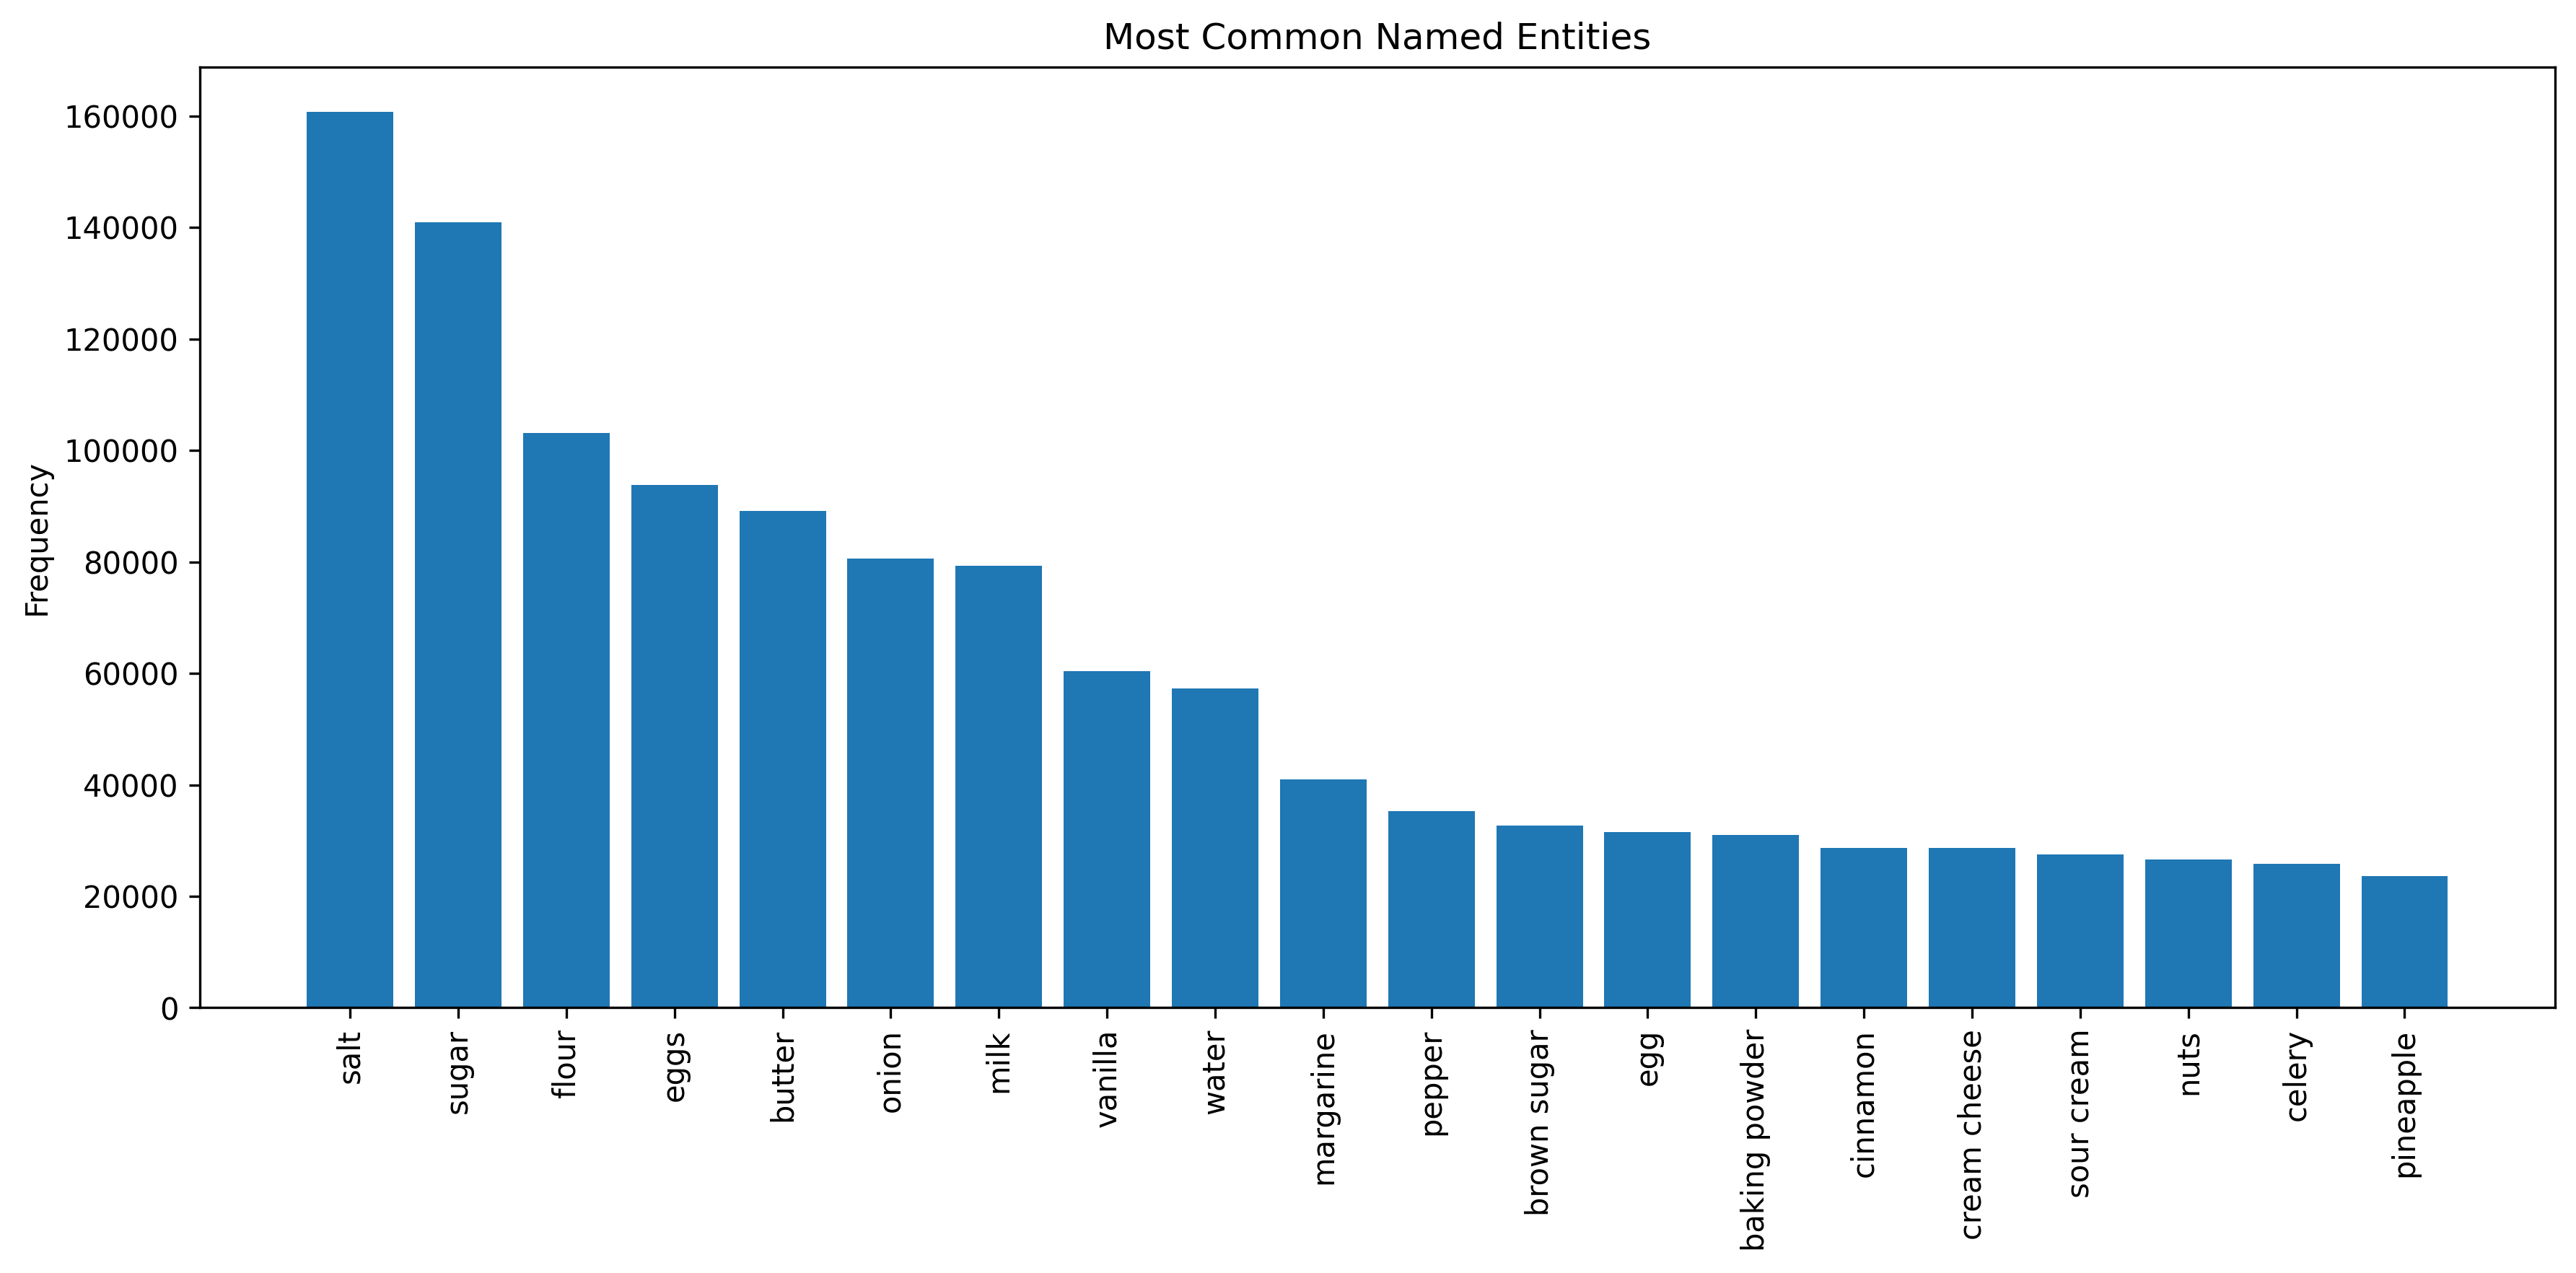 Most Common Named Entities
Frequency
160000
140000
120000
100000
80000
60000
40000
20000
0
salt
sugar
flour
eggs
butter
onion
milk
vanilla
water
margarine
pepper
brown sugar
egg
baking powder
cinnamon
cream cheese
sour cream
nuts
celery
pineapple